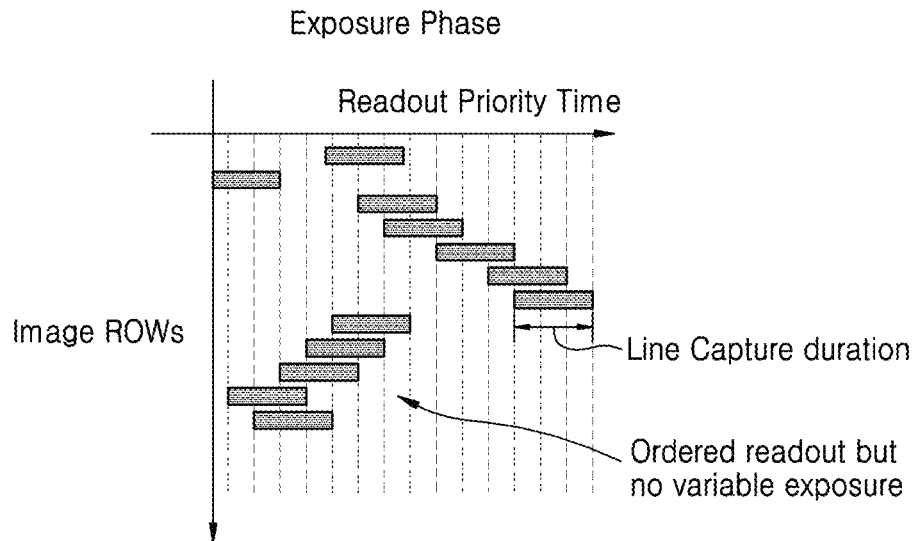 Exposure Phase
Readout Priority Time
Image ROWs
Line Capture duration
Ordered readout but
no variable exposure